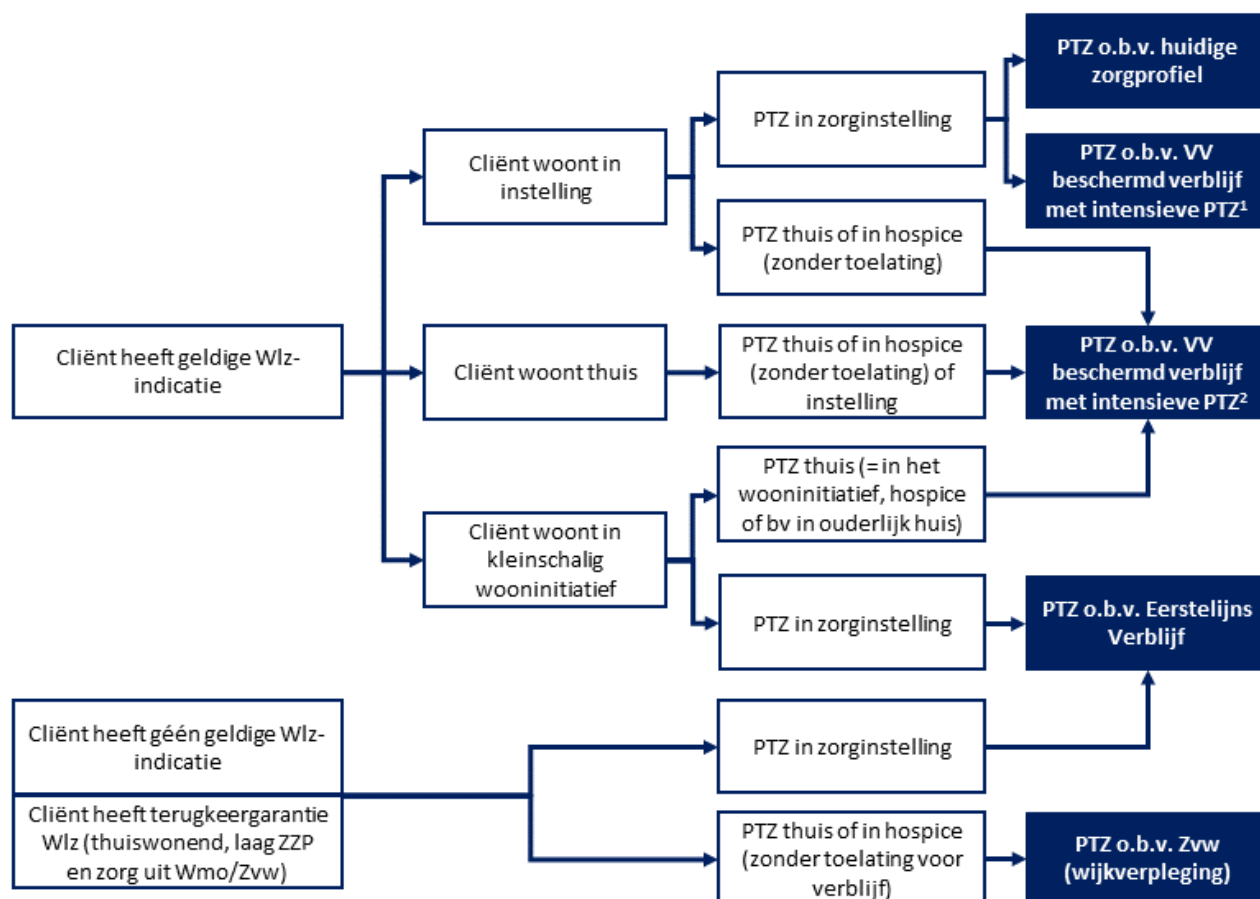 PTZ o.b.v. huidige
zorgprofiel
PTZ in zorginstelling
Cliënt woont in
instelling
PTZ o.b.v. VV
beschermd verblijf
met intensieve PTZ¹
PTZ thuis of in hospice
(zonder toelating)
Cliënt heeft geldige Wlz-
indicatie
Cliënt woont thuis
PTZ thuis of in hospice
(zonder toelating) of
instelling
PTZ o.b.v. VV
beschermd verblijf
met intensieve PTZ²
Cliënt woont in
kleinschalig
wooninitiatief
PTZ thuis (= in het
wooninitiatief, hospice
of bv in ouderlijk huis)
PTZ in zorginstelling
PTZ o.b.v. Eerstelijns
Verblijf
Cliënt heeft géén geldige Wlz-
indicatie
PTZ in zorginstelling
Cliënt heeft terugkeergarantie
Wlz (thuiswonend, laag ZZP
en zorg uit Wmo/Zvw)
PTZ thuis of in hospice
(zonder toelating voor
verblijf)
PTZ o.b.v. Zvw
(wijkverpleging)